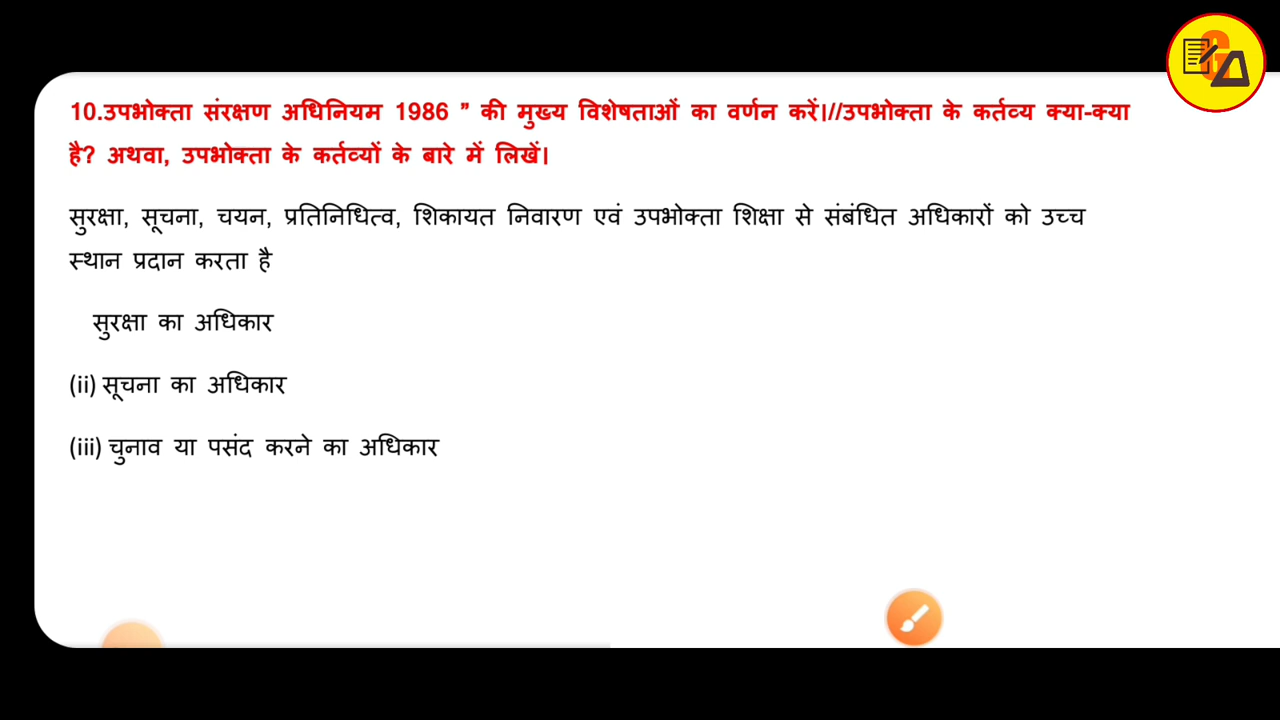 10.उपभोक्ता संरक्षण अधिनियम 1986 ” की मुख्य विशेषताओं का वर्णन करें।//उपभोक्ता के कर्तव्य क्या-क्या
है? अथवा, उपभोक्ता के कर्तव्यों के बारे में लिखें।
सुरक्षा, सूचना, चयन, प्रतिनिधित्व, शिकायत निवारण एवं उपभोक्ता शिक्षा से संबंधित अधिकारों को उच्च
स्थान प्रदान करता है
सुरक्षा का अधिकार
(ii) सूचना का अधिकार
(iii) चुनाव या पसंद करने का अधिकार